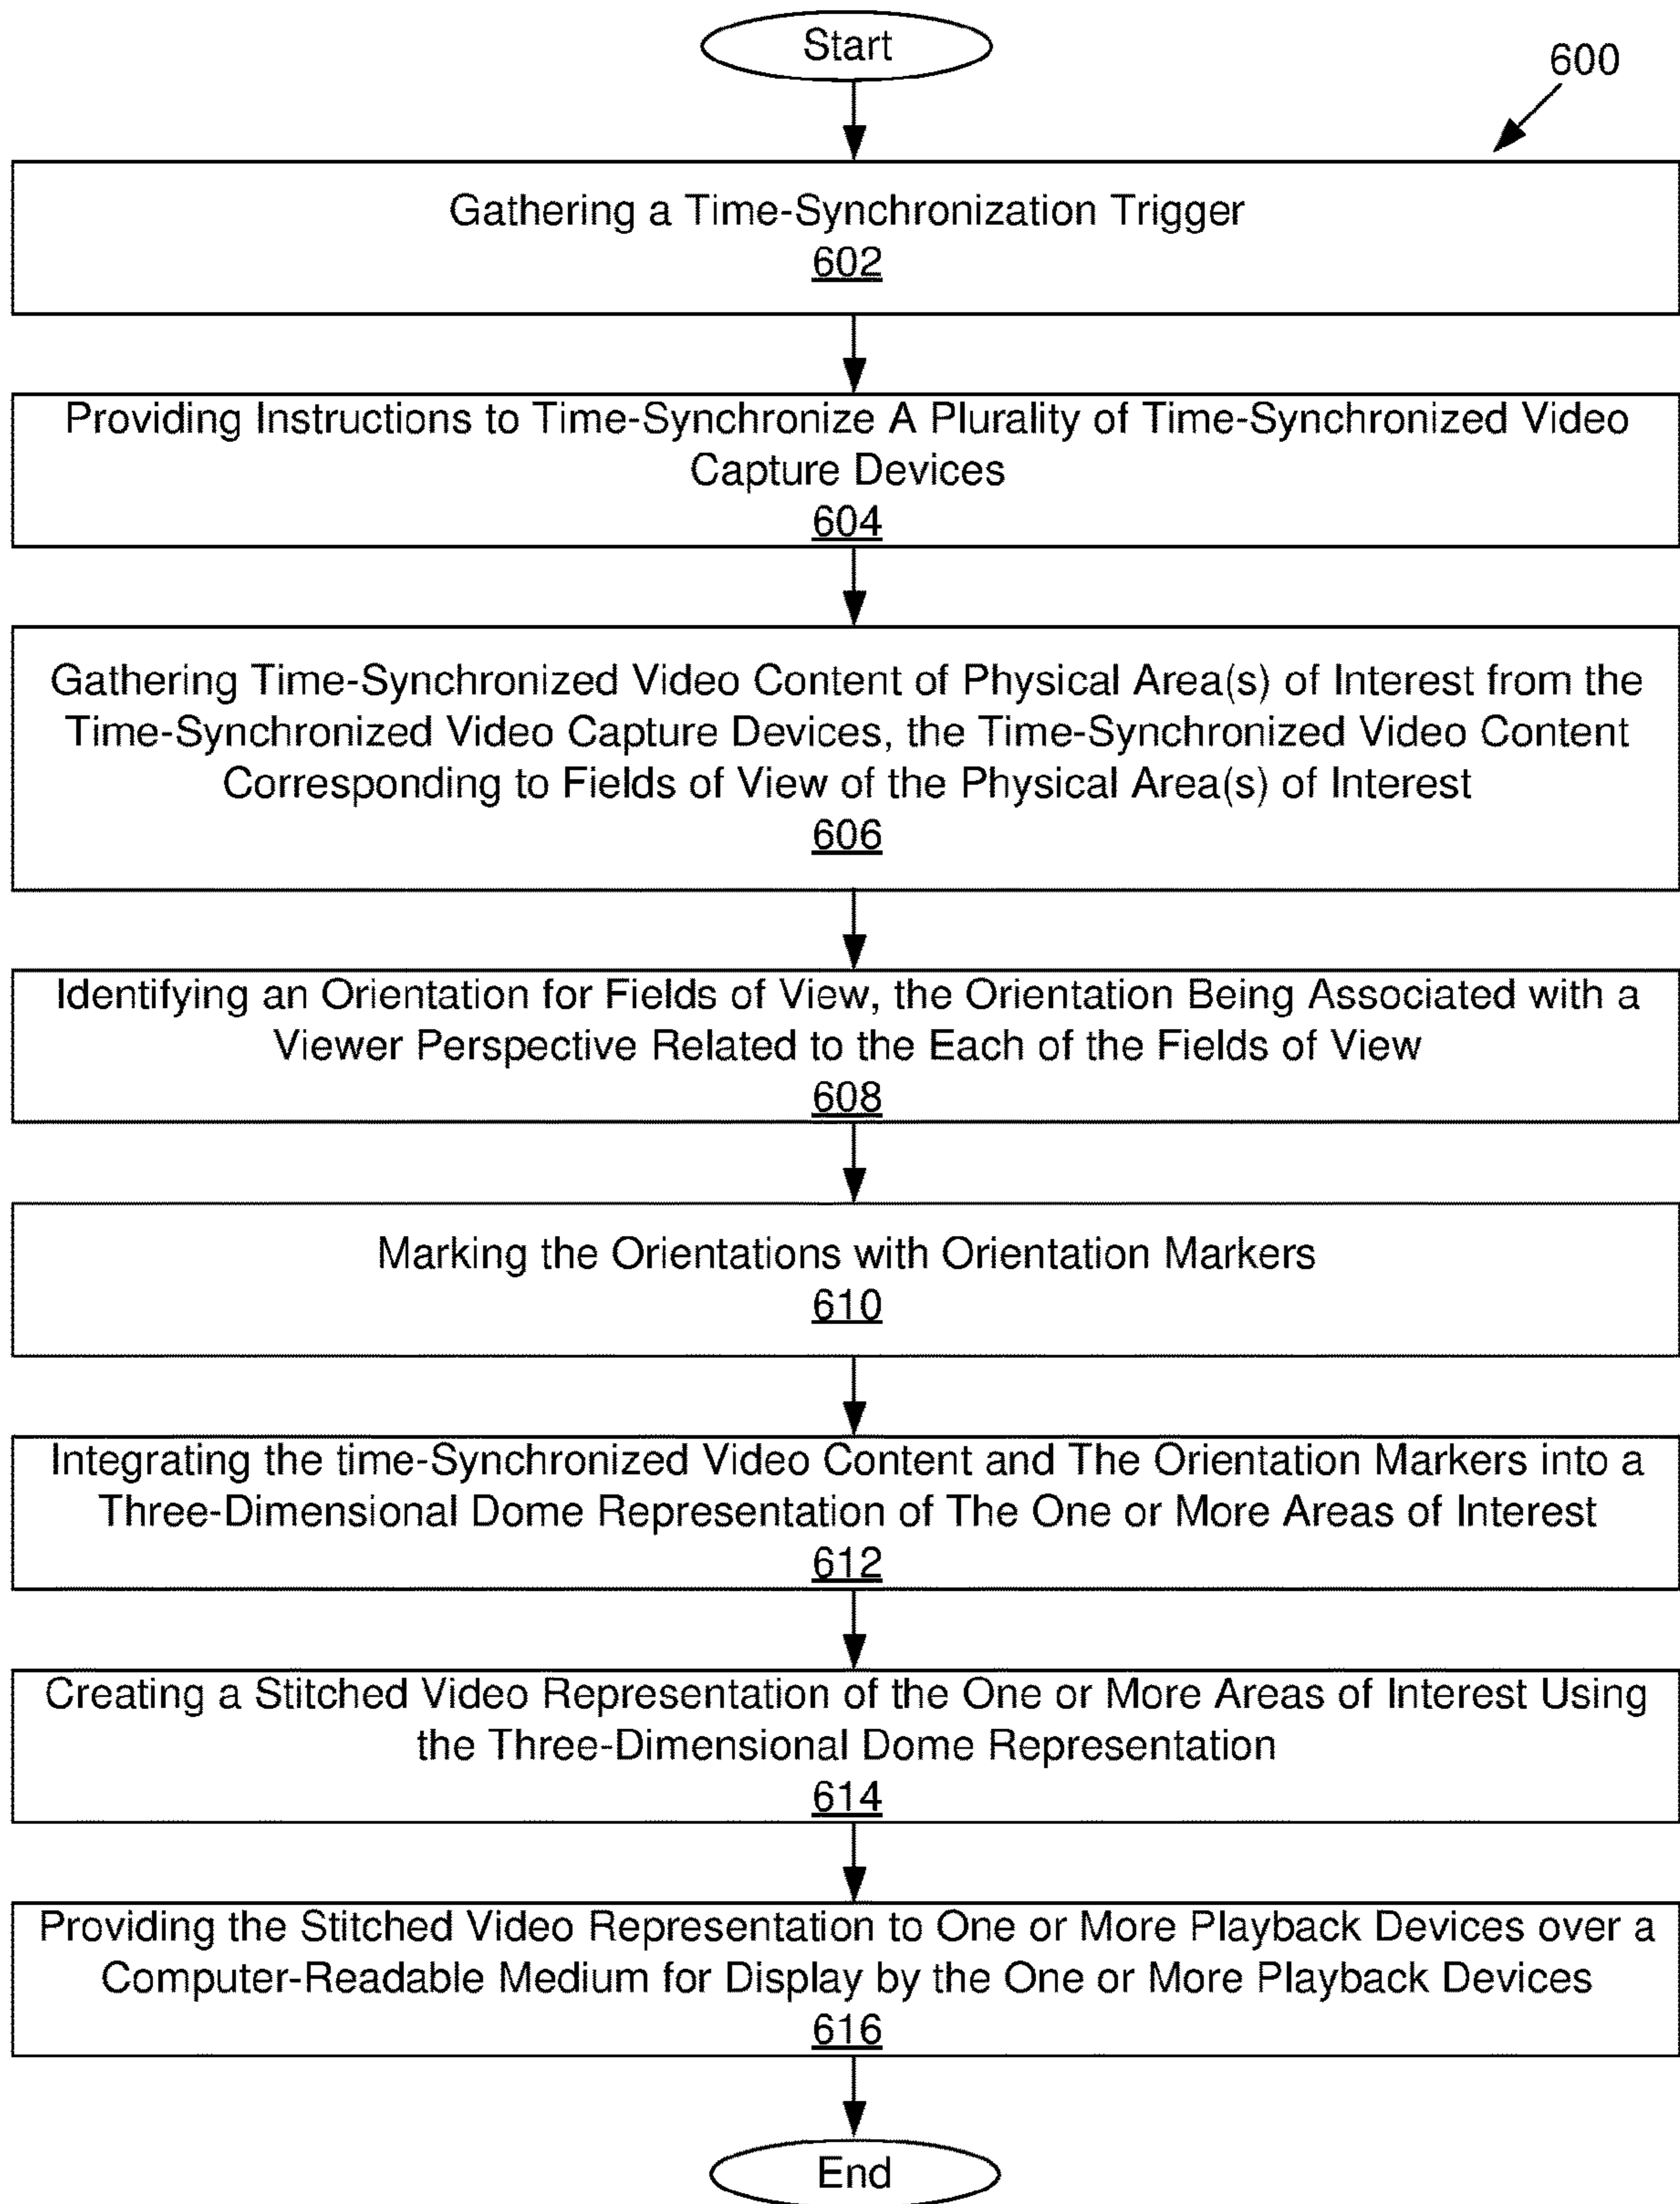 Start
600
Gathering a Time-Synchronization Trigger
602
Providing Instructions to Time-Synchronize A Plurality of Time-Synchronized Video
Capture Devices
604
Gathering Time-Synchronized Video Content of Physical Area(s) of Interest from the
Time-Synchronized Video Capture Devices, the Time-Synchronized Video Content
Corresponding to Fields of View of the Physical Area(s) of Interest
606
Identifying an Orientation for Fields of View, the Orientation Being Associated with a
Viewer Perspective Related to the Each of the Fields of View
608
Marking the Orientations with Orientation Markers
610
Integrating the time-Synchronized Video Content and The Orientation Markers into a
Three-Dimensional Dome Representation of The One or More Areas of Interest
612
Creating a Stitched Video Representation of the One or More Areas of Interest Using
the Three-Dimensional Dome Representation
614
Providing the Stitched Video Representation to One or More Playback Devices over a
Computer-Readable Medium for Display by the One or More Playback Devices
616
End